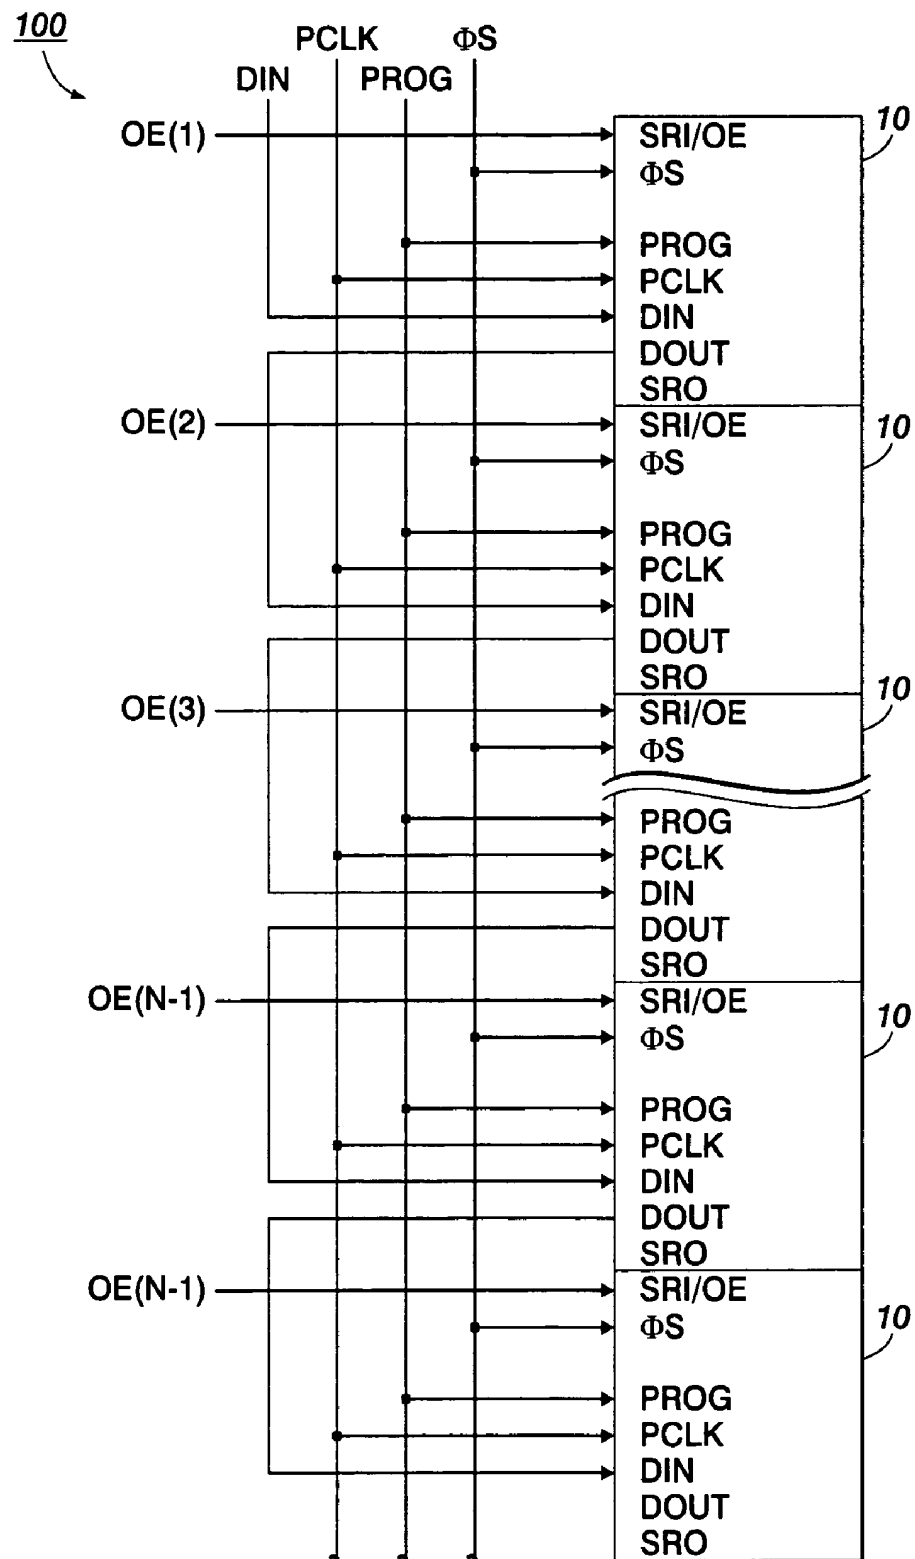 100
PCLK ΦS
DIN PROG
OE(1) SRI/OE 10
ΦS
PROG
PCLK
DIN
DOUT
SRO
OE(2) SRI/OE 10
ΦS
PROG
PCLK
DIN
DOUT
SRO
OE(3) SRI/OE 10
ΦS
PROG
PCLK
DIN
DOUT
SRO
OE(N-1) SRI/OE 10
ΦS
PROG
PCLK
DIN
DOUT
SRO
OE(N-1) SRI/OE 10
ΦS
PROG
PCLK
DIN
DOUT
SRO